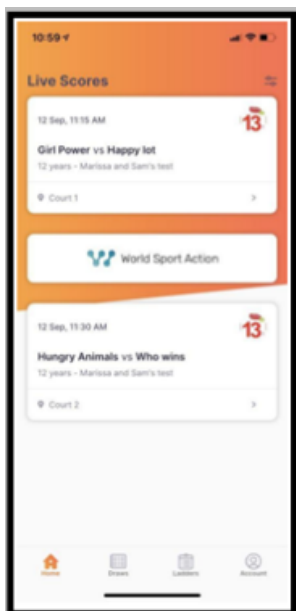 10:59
Live Scores
12 Sep, 11:15 AM
13
Girl Power vs Happy lot
12 years - Marissa and Sam's test
Court 1
World Sport Action
12 Sep, 11:30 AM
13
Hungry Animals vs Who wins
12 years - Marissa and Sam's test
Court 2
Home
Draws
Ladders
Account